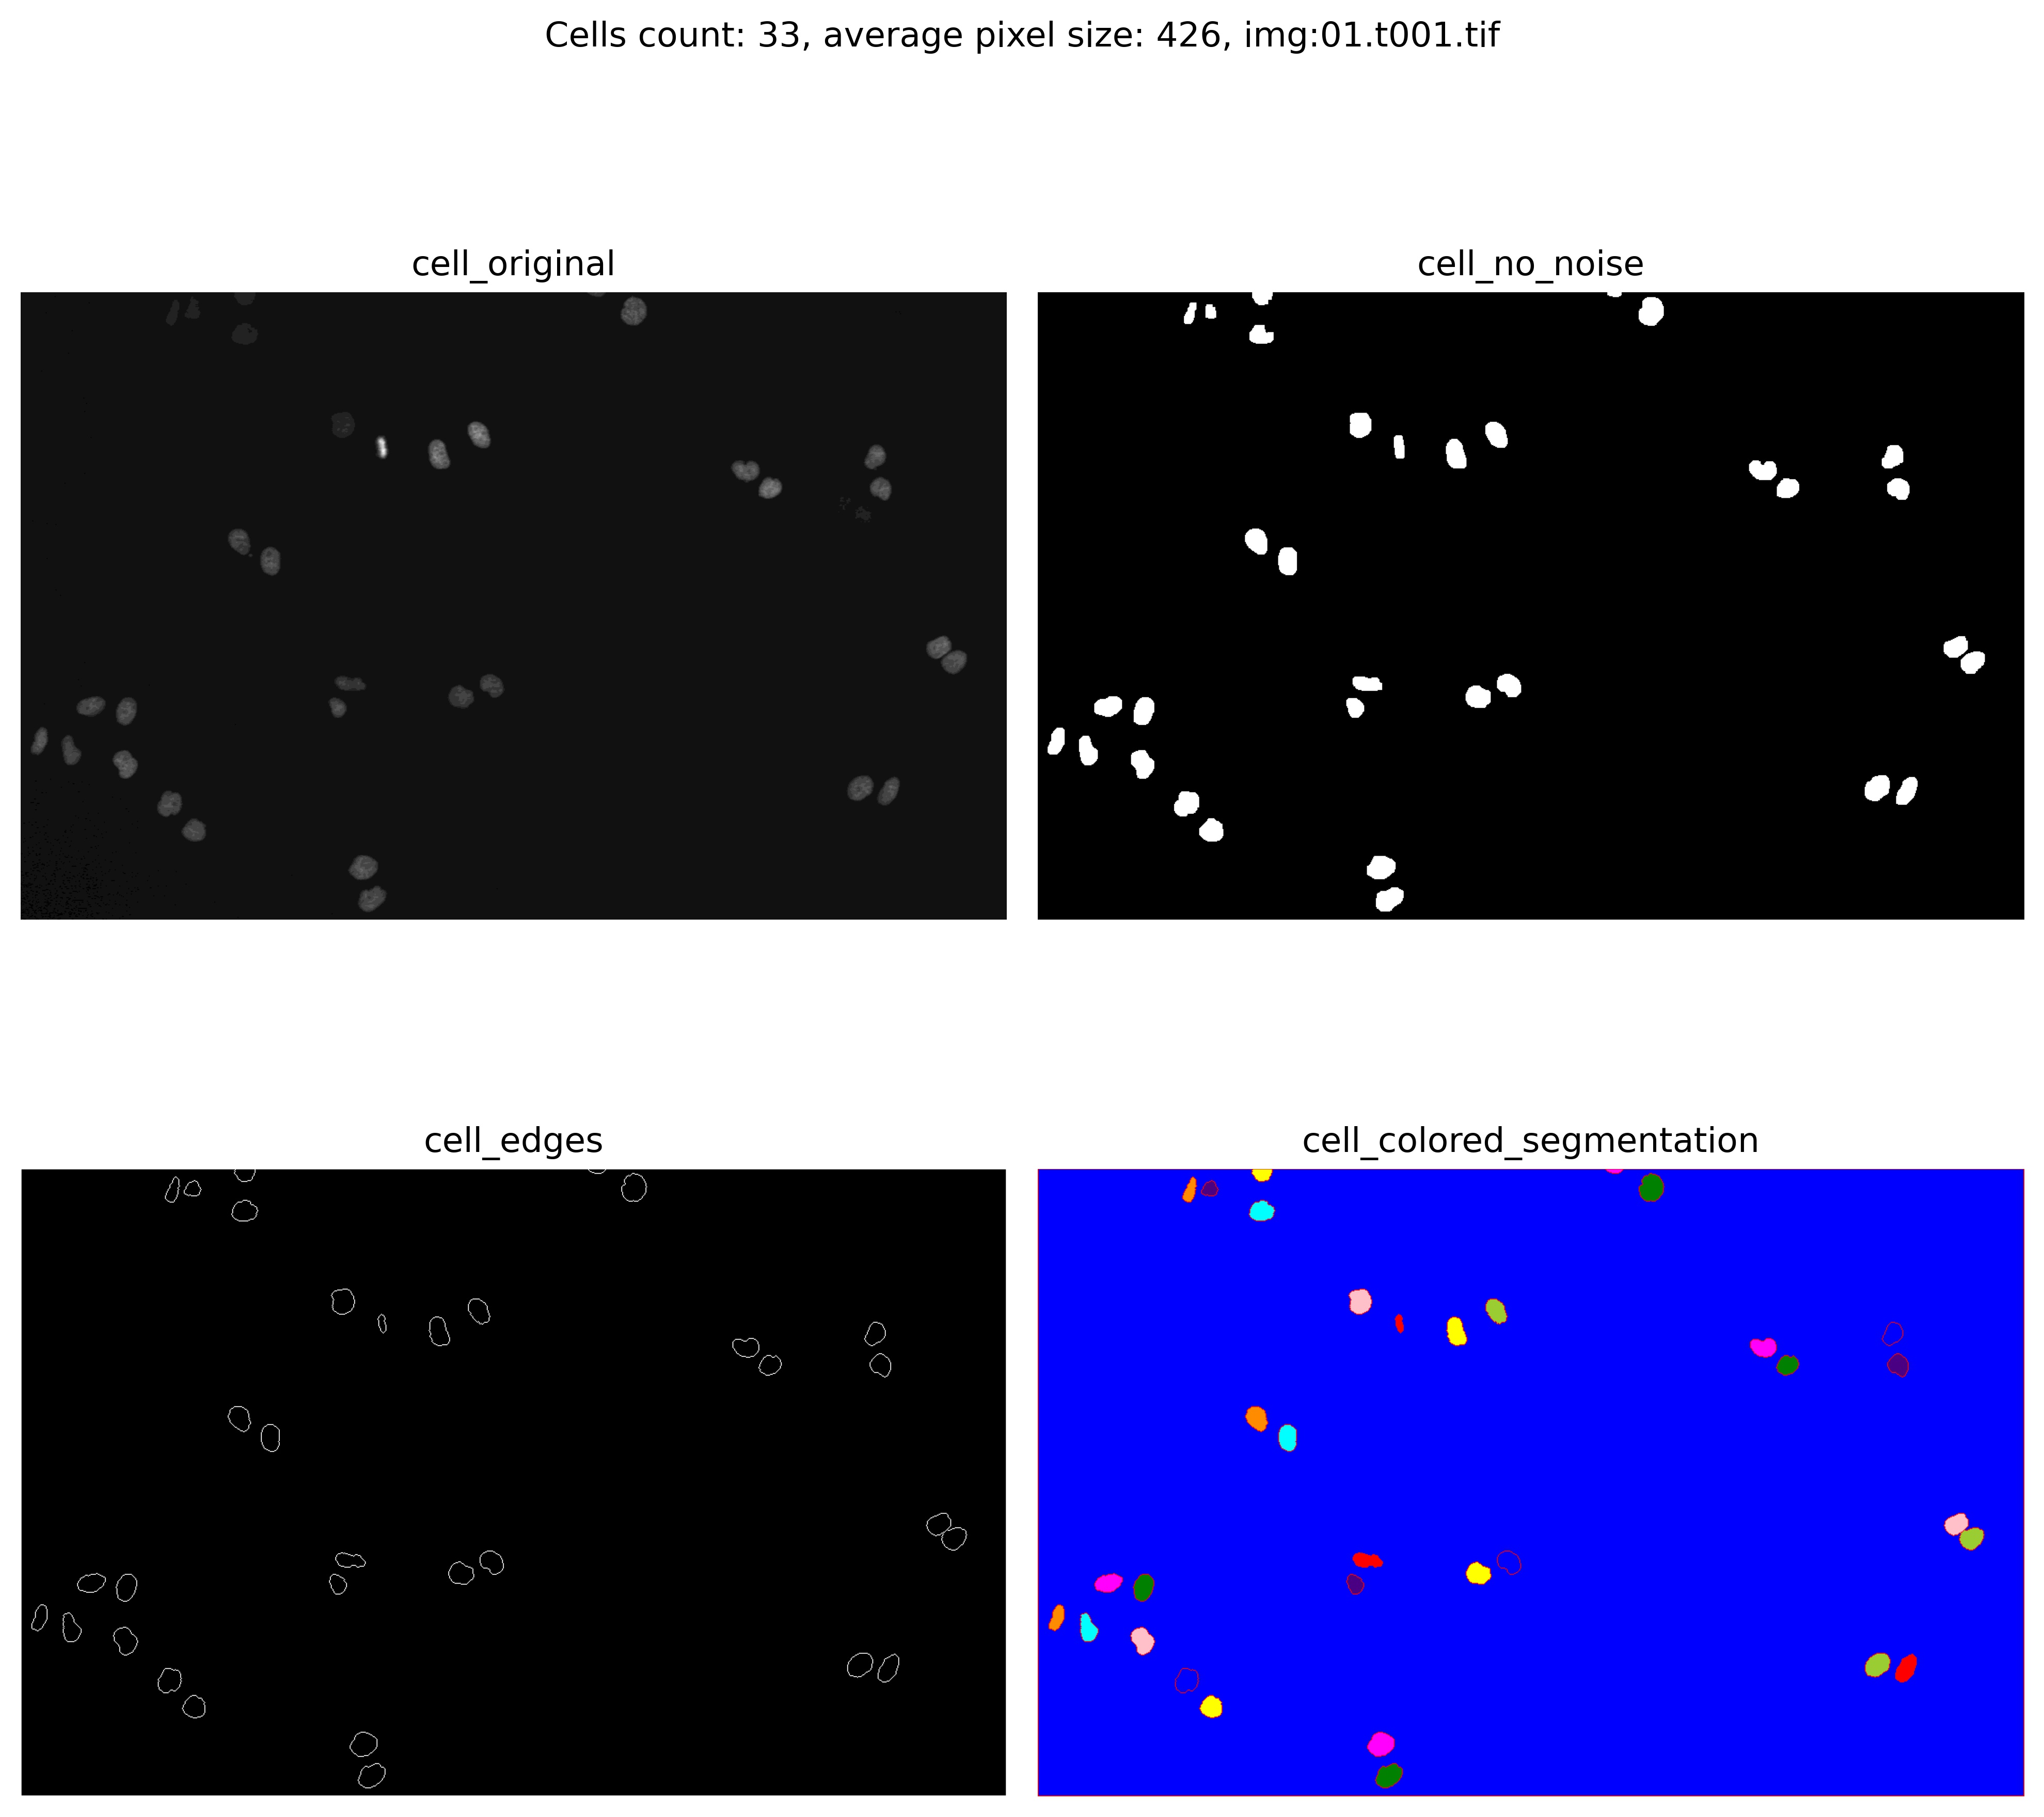 Cells count: 33, average pixel size: 426, img:01.t001.tif
cell_original
cell_no_noise
cell_edges
cell_colored_segmentation